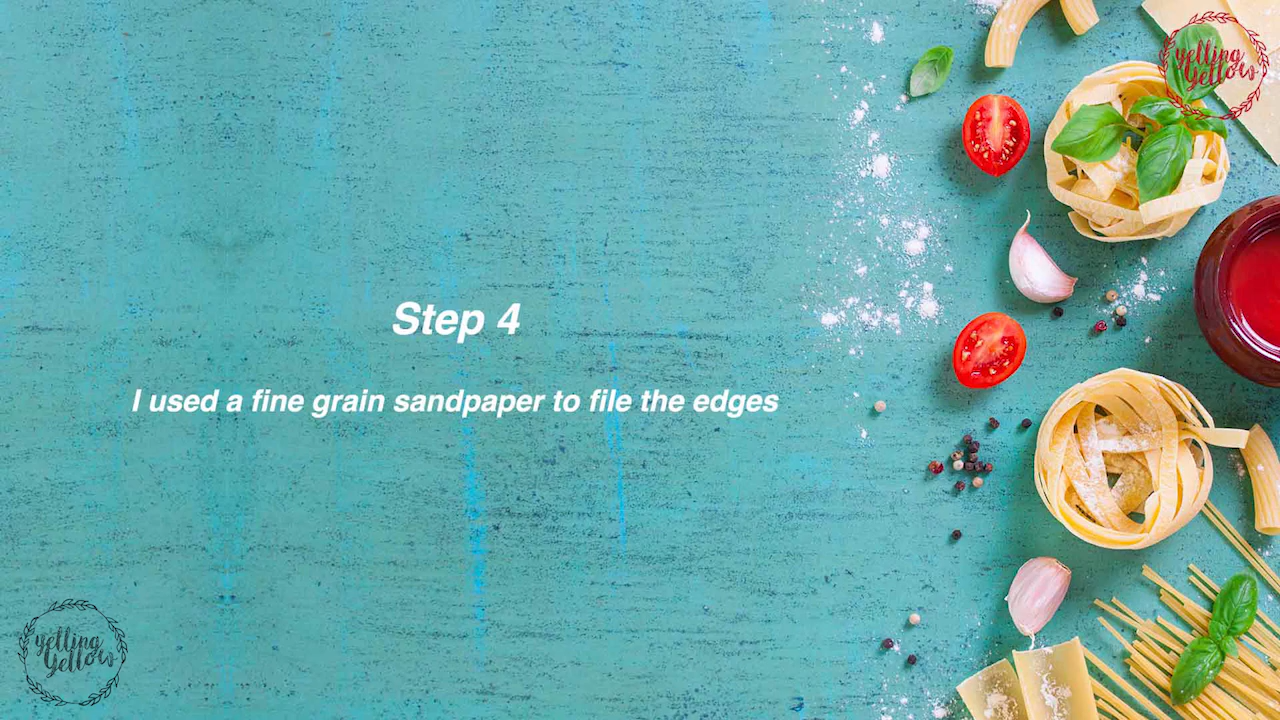 yelling
yellow
Step 4
I used a fine grain sandpaper to file the edges
yelling
yellow